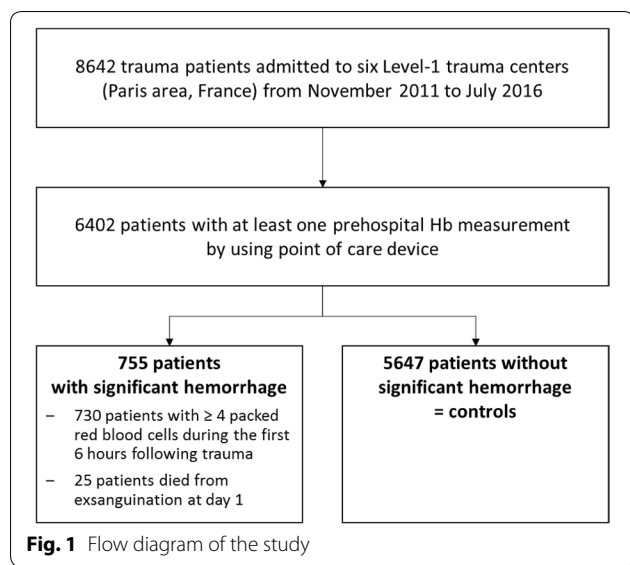 8642 trauma patients admitted to six Level-1 trauma centers
(Paris area, France) from November 2011 to July 2016
6402 patients with at least one prehospital Hb measurement
by using point of care device
755 patients
with significant hemorrhage
– 730 patients with ≥ 4 packed
red blood cells during the first
6 hours following trauma
– 25 patients died from
exsanguination at day 1
5647 patients without
significant hemorrhage
= controls
Fig. 1 Flow diagram of the study